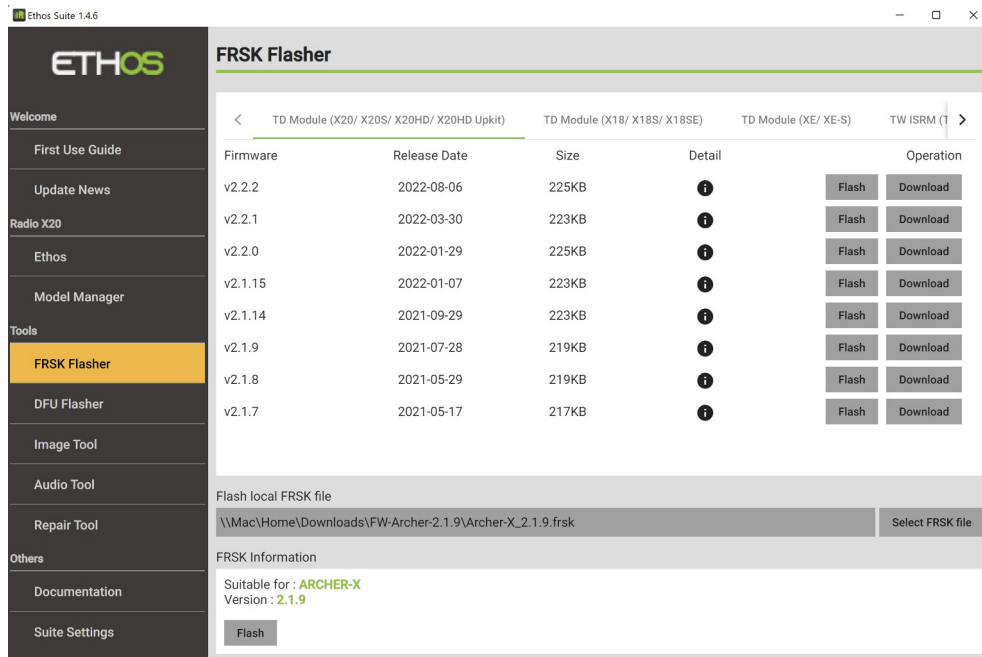 Ethos Suite 1.4.6
ETHOS
Welcome
First Use Guide
Update News
Radio X20
Ethos
Model Manager
Tools
FRSK Flasher
DFU Flasher
Image Tool
Audio Tool
Repair Tool
Others
Documentation
Suite Settings
FRSK Flasher
TD Module (X20/ X20S/ X20HD/ X20HD Upkit) TD Module (X18/ X18S/ X18SE) TD Module (XE/ XE-S) TW ISRM
Firmware Release Date Size Detail Operation
v2.2.2 2022-08-06 225KB Flash Download
v2.2.1 2022-03-30 223KB Flash Download
v2.2.0 2022-01-29 225KB Flash Download
v2.1.15 2022-01-07 223KB Flash Download
v2.1.14 2021-09-29 223KB Flash Download
v2.1.9 2021-07-28 219KB Flash Download
v2.1.8 2021-05-29 219KB Flash Download
v2.1.7 2021-05-17 217KB Flash Download
Flash local FRSK file
\\Mac\Home\Downloads\FW-Archer-2.1.9\Archer-X_2.1.9.frsk Select FRSK file
FRSK Information
Suitable for : ARCHER-X
Version : 2.1.9
Flash